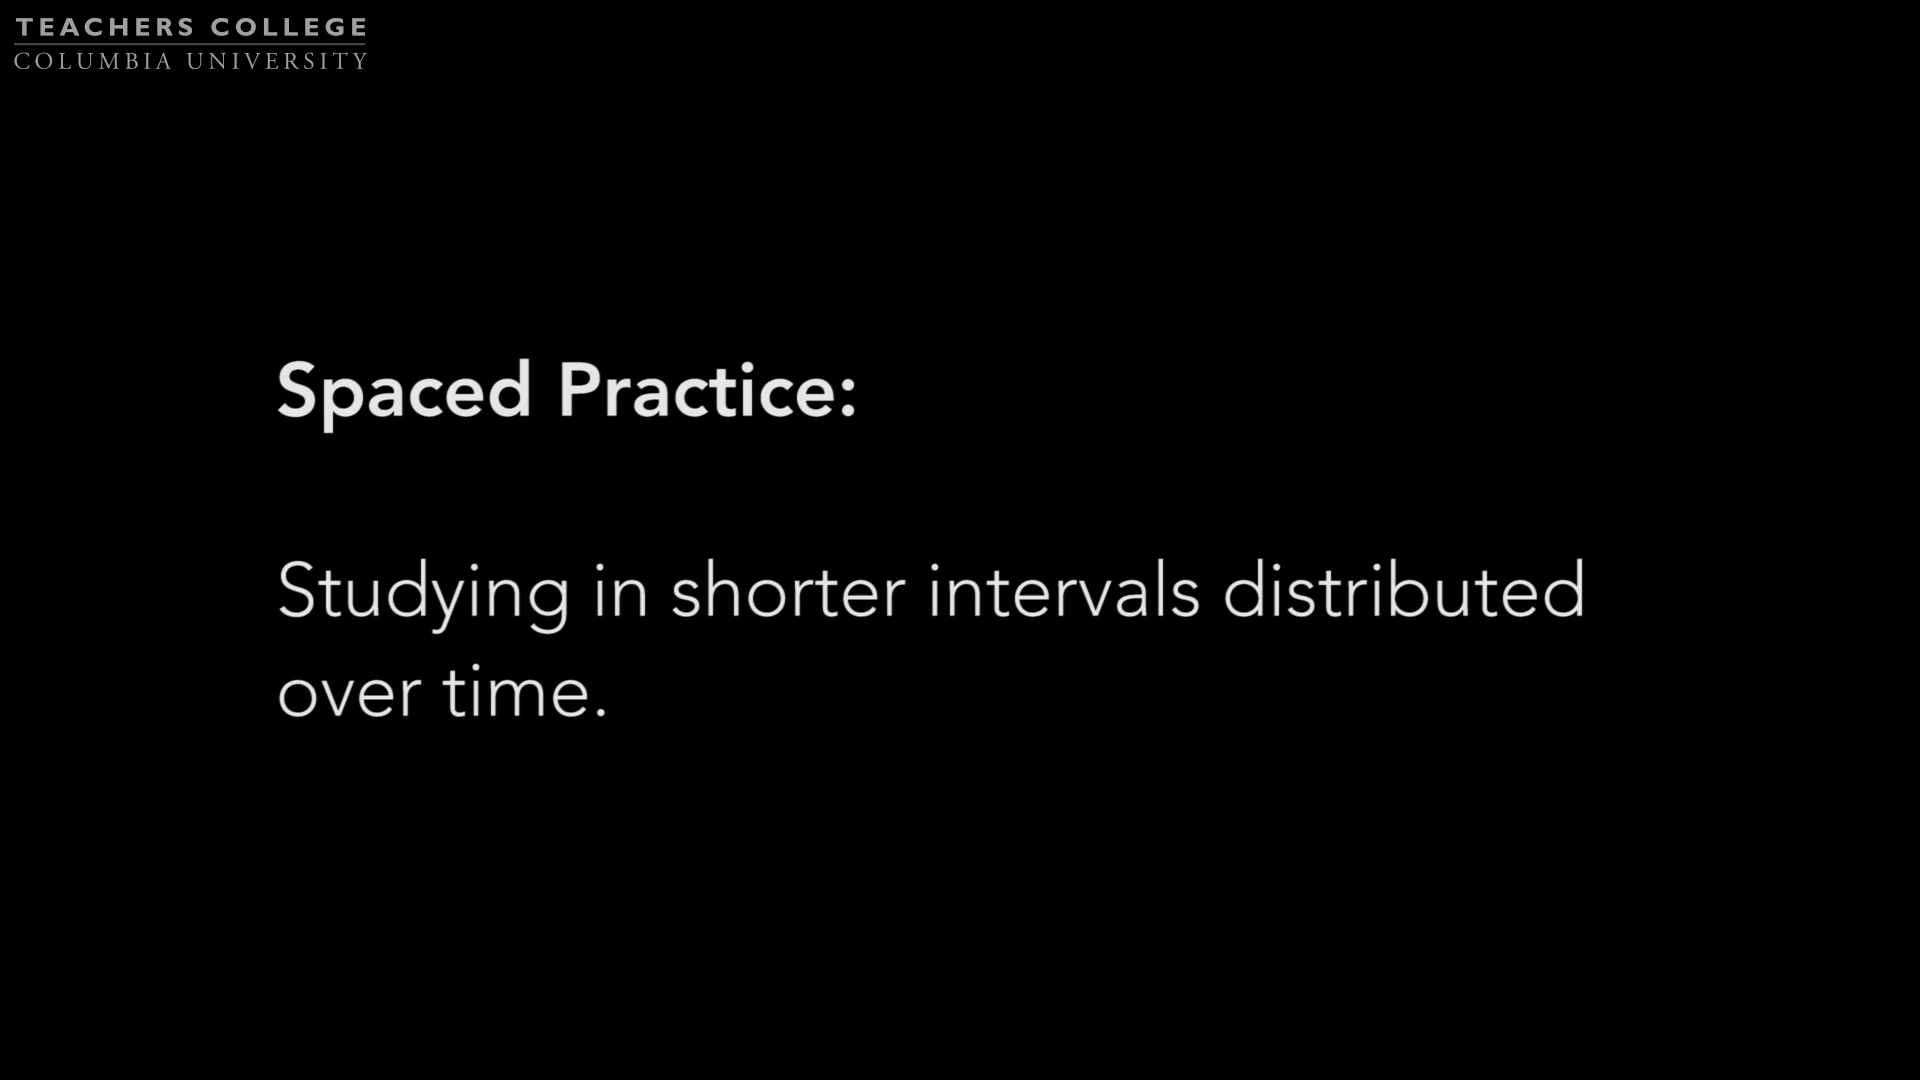 TEACHERS COLLEGE
COLUMBIA UNIVERSITY
Spaced Practice:
Studying in shorter intervals distributed
over time.